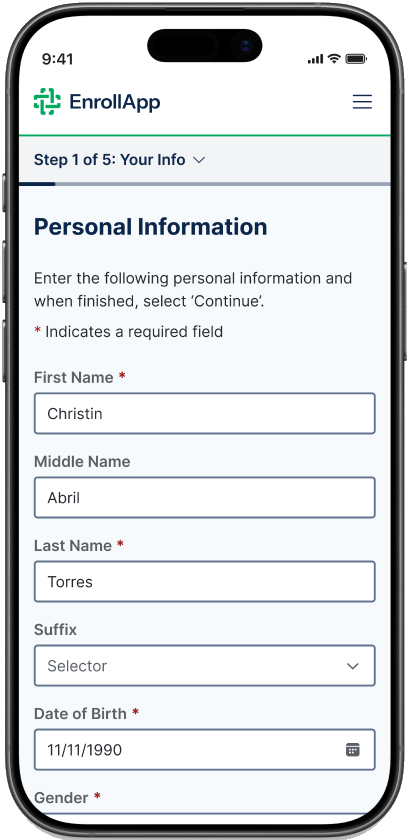 9:41
EnrollApp
Step 1 of 5: Your Info
Personal Information
Enter the following personal information and
when finished, select ‘Continue’.
* Indicates a required field
First Name *
Christin
Middle Name
Abril
Last Name *
Torres
Suffix
Selector
Date of Birth *
11/11/1990
Gender *